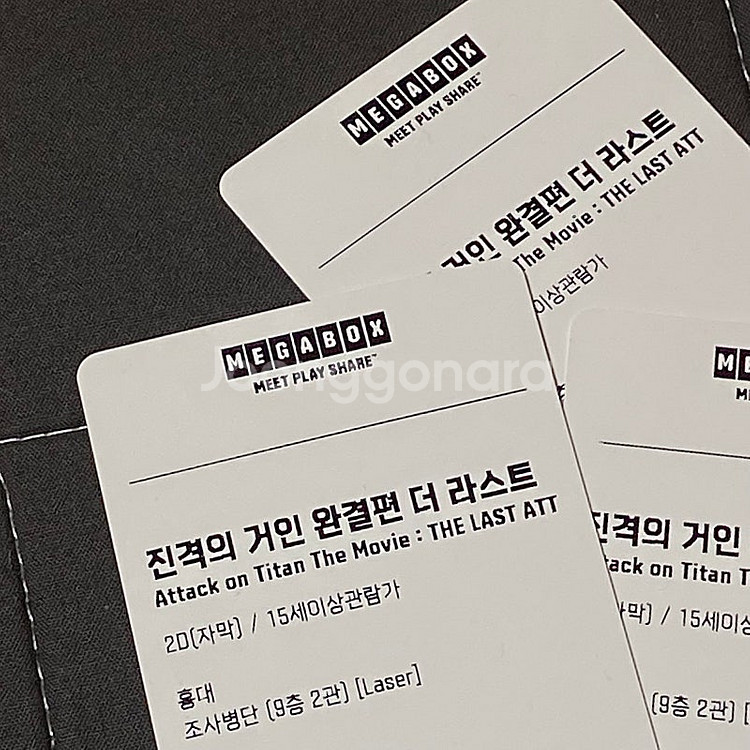 MEGABOX
MEET PLAY SHARE™
거인 완결편 더 라스트
The Movie : THE LAST ATT
이상관람가
MEGABOX
MEET PLAY SHARE™
Joonggonara
진격의 거인 완결편 더 라스트
Attack on Titan The Movie : THE LAST ATT
2D(자막) / 15세이상관람가
홍대
조사병단 (9층 2관) [Laser]
진격의 거인
tack on Titan T
막) / 15세이상
(9층 2관) [